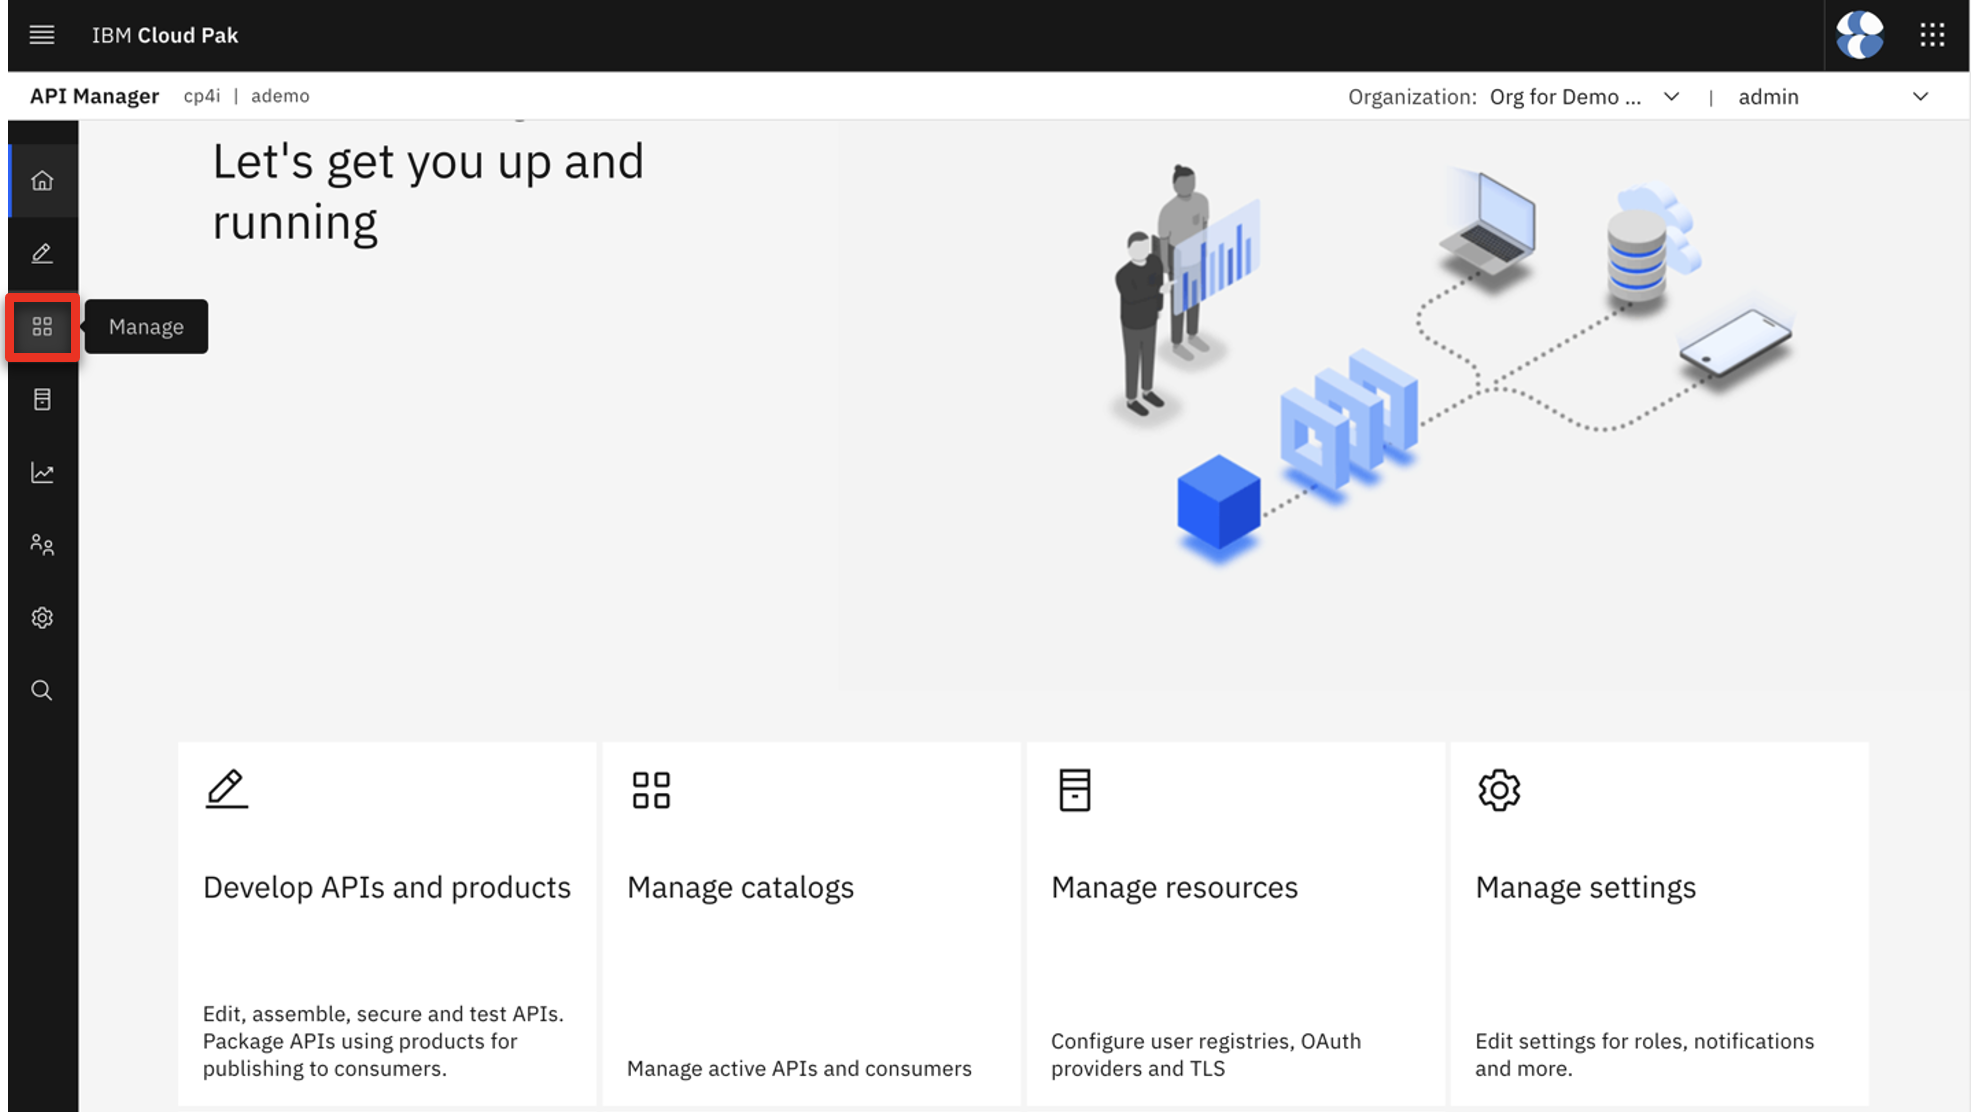 IBM Cloud Pak
API Manager cp4i | ademo Organization: Org for Demo ... | admin
Let's get you up and
running
Manage
Develop APIs and products
Edit, assemble, secure and test APIs.
Package APIs using products for
publishing to consumers.
Manage catalogs
Manage active APIs and consumers
Manage resources
Configure user registries, OAuth
providers and TLS
Manage settings
Edit settings for roles, notifications
and more.